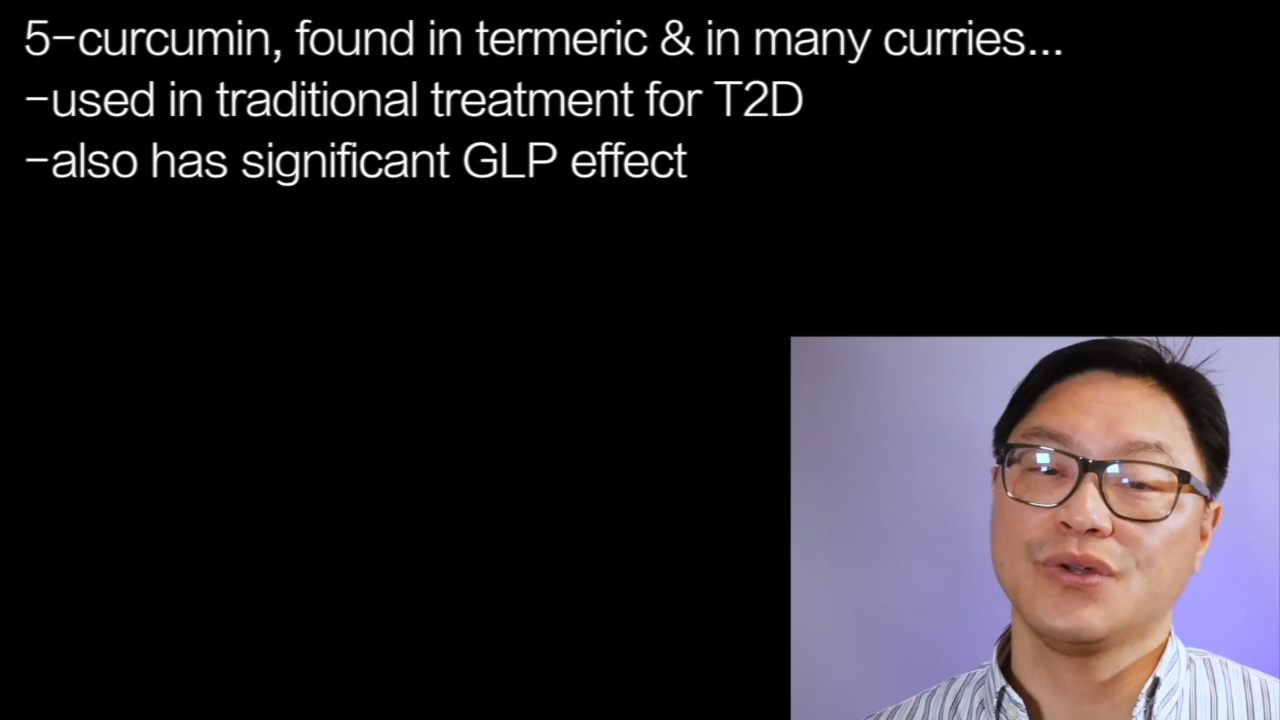 5-curcumin, found in termeric & in many curries...
-used in traditional treatment for T2D
-also has significant GLP effect